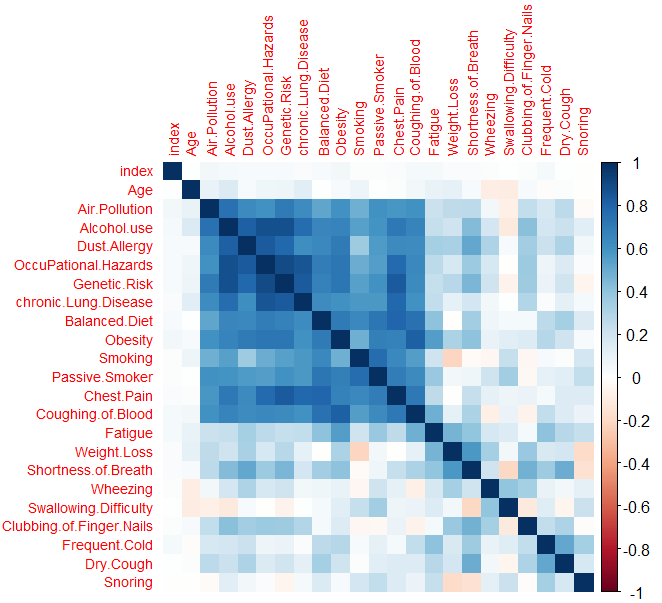 index
Age
Air.Pollution
Alcohol.use
Dust.Allergy
OccuPational.Hazards
Genetic.Risk
chronic.Lung.Disease
Balanced.Diet
Obesity
Smoking
Passive.Smoker
Chest.Pain
Coughing.of.Blood
Fatigue
Weight.Loss
Shortness.of.Breath
Wheezing
Swallowing.Difficulty
Clubbing.of.Finger.Nails
Frequent.Cold
Dry.Cough
Snoring
index
Age
Air.Pollution
Alcohol.use
Dust.Allergy
OccuPational.Hazards
Genetic.Risk
chronic.Lung.Disease
Balanced.Diet
Obesity
Smoking
Passive.Smoker
Chest.Pain
Coughing.of.Blood
Fatigue
Weight.Loss
Shortness.of.Breath
Wheezing
Swallowing.Difficulty
Clubbing.of.Finger.Nails
Frequent.Cold
Dry.Cough
Snoring
1
0.8
0.6
0.4
0.2
0
-0.2
-0.4
-0.6
-0.8
-1